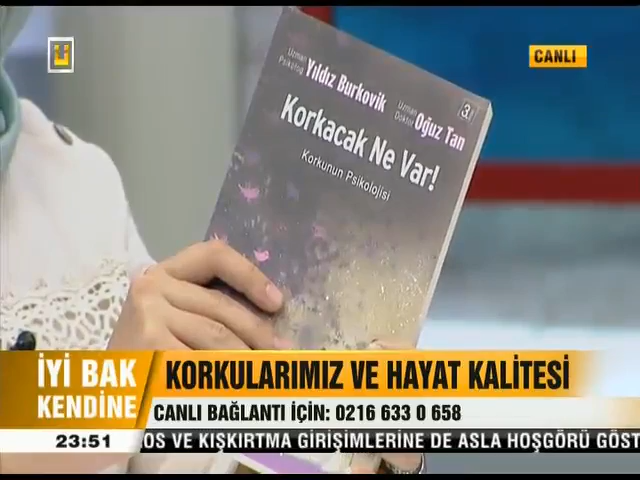 CANLI
Uzman
Psikolog
Yıldız Burkovik
Uzman
Doktor
Oğuz Tan
3.
Korkacak Ne Var!
Korkunun Psikolojisi
İYİ BAK
KENDİNE
KORKULARIMIZ VE HAYAT KALİTESİ
CANLI BAĞLANTI İÇİN: 0216 633 0 658
23:51
OS VE KIŞKIRTMA GİRİŞİMLERİNE DE ASLA HOŞGÖRÜ GÖST